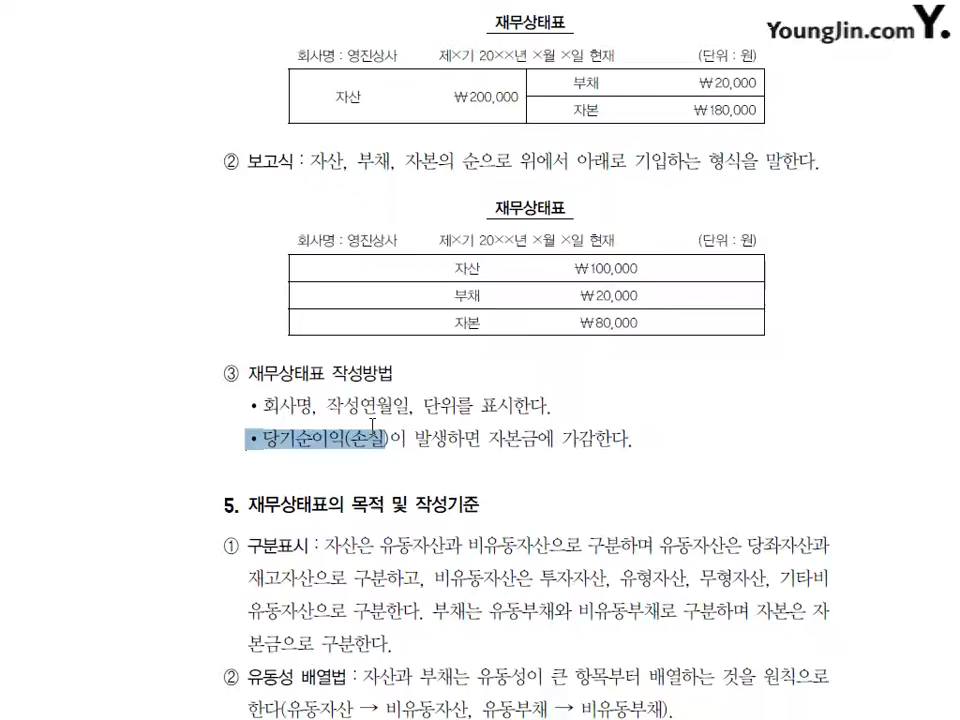 재무상태표
YoungJin.com Y.
회사명 : 영진상사 제×기 20××년 ×월 ×일 현재 (단위 : 원)
자산 ₩200,000 부채 ₩20,000
자본 ₩180,000
② 보고식 : 자산, 부채, 자본의 순으로 위에서 아래로 기입하는 형식을 말한다.
재무상태표
회사명 : 영진상사 제×기 20××년 ×월 ×일 현재 (단위 : 원)
자산 ₩100,000
부채 ₩20,000
자본 ₩80,000
③ 재무상태표 작성방법
• 회사명, 작성연월일, 단위를 표시한다.
• 당기순이익(손실)이 발생하면 자본금에 가감한다.
5. 재무상태표의 목적 및 작성기준
① 구분표시 : 자산은 유동자산과 비유동자산으로 구분하며 유동자산은 당좌자산과
재고자산으로 구분하고, 비유동자산은 투자자산, 유형자산, 무형자산, 기타비
유동자산으로 구분한다. 부채는 유동부채와 비유동부채로 구분하며 자본은 자
본금으로 구분한다.
② 유동성 배열법 : 자산과 부채는 유동성이 큰 항목부터 배열하는 것을 원칙으로
한다(유동자산 → 비유동자산, 유동부채 → 비유동부채).